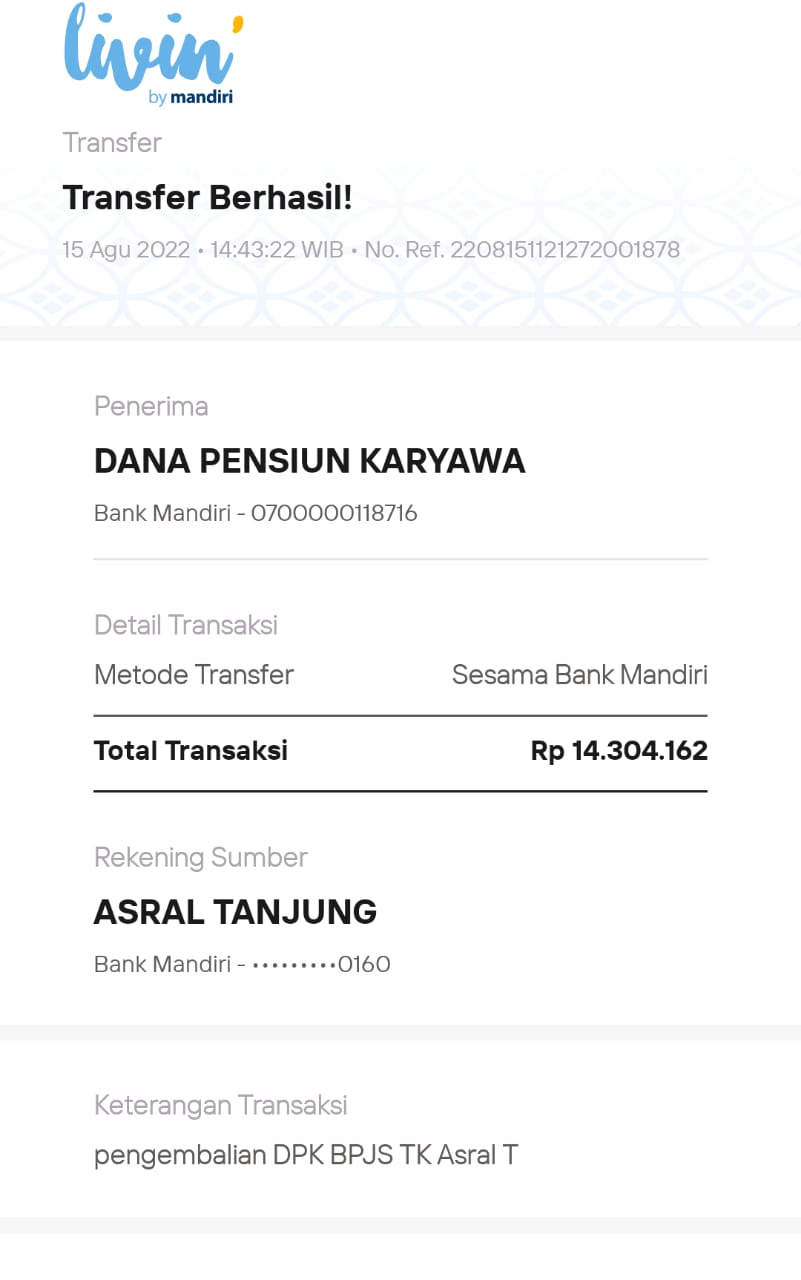 livin'
by mandiri
Transfer
Transfer Berhasil!
15 Agu 2022 • 14:43:22 WIB • No. Ref. 2208151121272001878
Penerima
DANA PENSIUN KARYAWA
Bank Mandiri - 0700000118716
Detail Transaksi
Metode Transfer Sesama Bank Mandiri
Total Transaksi Rp 14.304.162
Rekening Sumber
ASRAL TANJUNG
Bank Mandiri - •••••••••0160
Keterangan Transaksi
pengembalian DPK BPJS TK Asral T